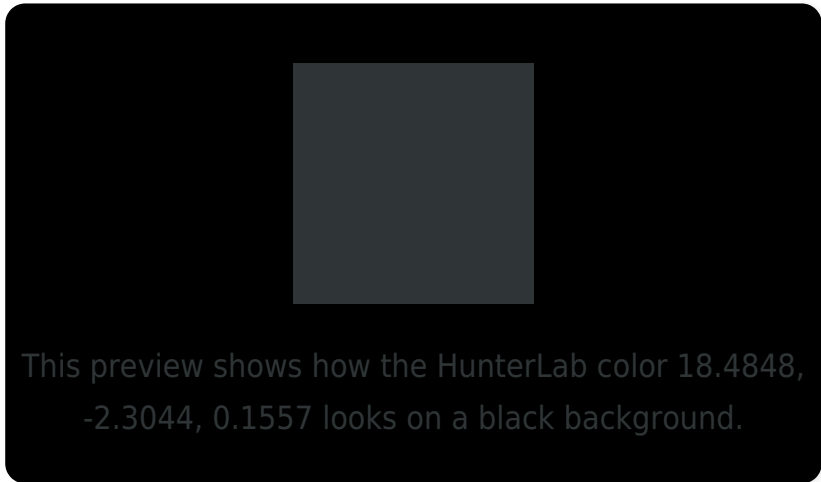 This preview shows how the HunterLab color 18.4848,
-2.3044, 0.1557 looks on a black background.